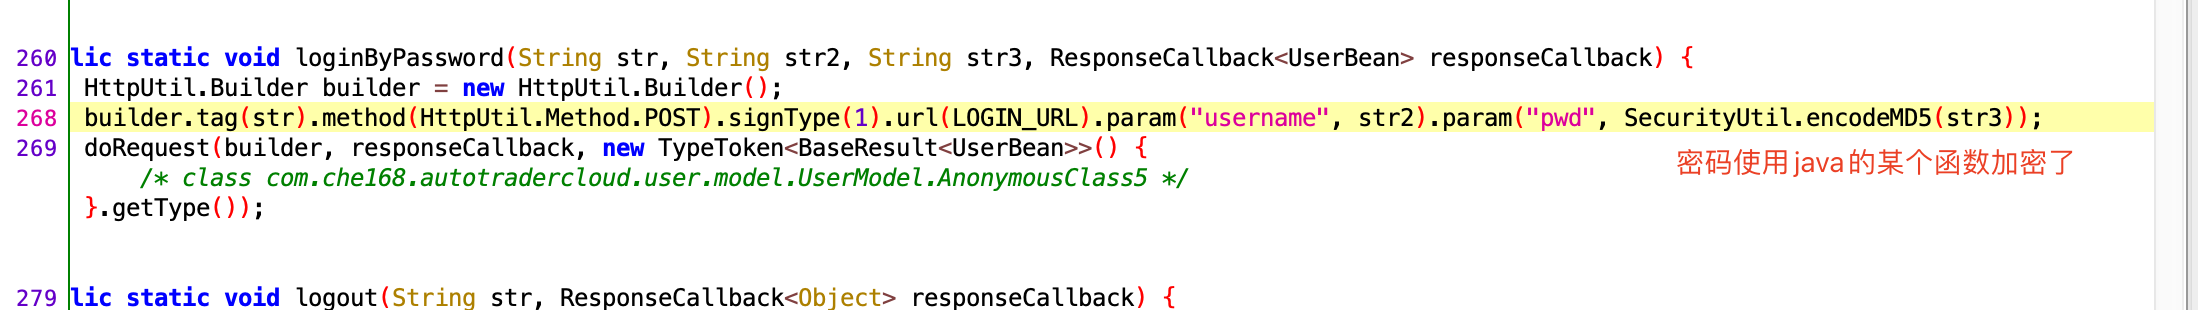 260 lic static void loginByPassword(String str, String str2, String str3, ResponseCallback<UserBean> responseCallback) {
261 HttpUtil.Builder builder = new HttpUtil.Builder();
268 builder.tag(str).method(HttpUtil.Method.POST).signType(1).url(LOGIN_URL).param("username", str2).param("pwd", SecurityUtil.encodeMD5(str3));
269 doRequest(builder, responseCallback, new TypeToken<BaseResult<UserBean>>() {
密码使用java的某个函数加密了
/* class com.che168.autotradercloud.user.model.UserModel.AnonymousClass5 */
}.getType());
279 lic static void logout(String str, ResponseCallback<Object> responseCallback) {